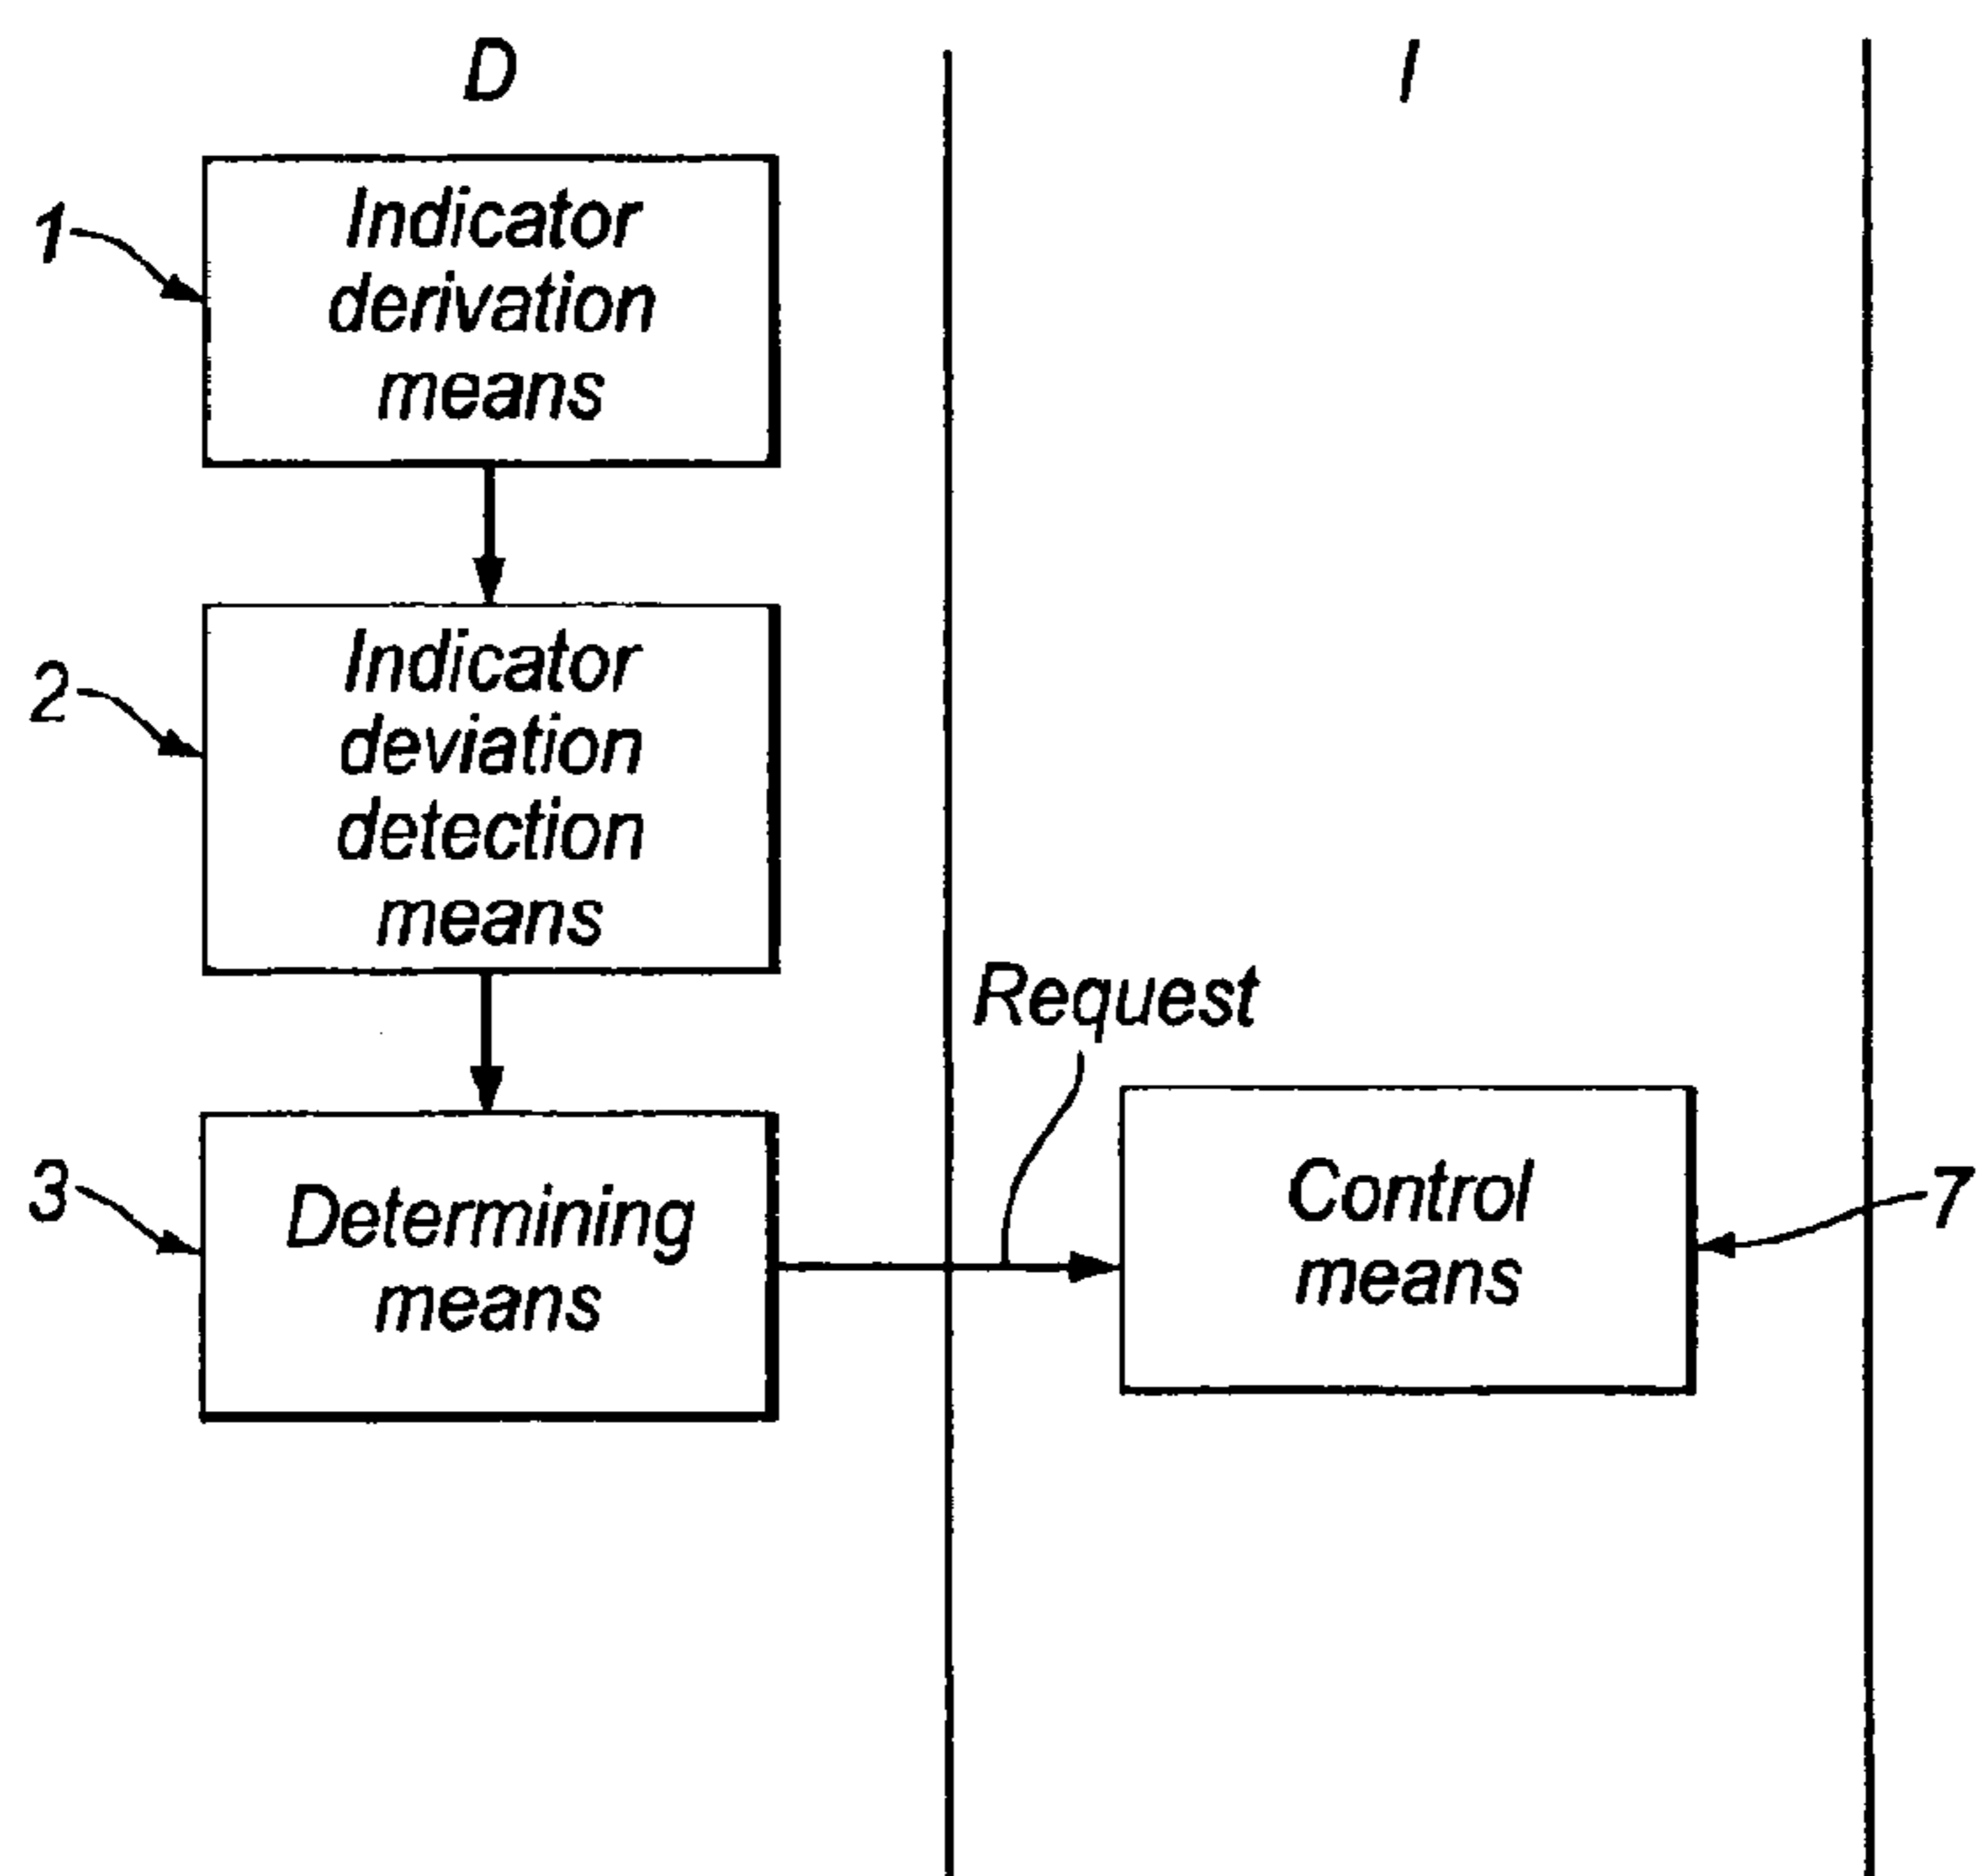 D
I
1
Indicator
derivation
means
2
Indicator
deviation
detection
means
Request
3
Determining
means
Control
means
7